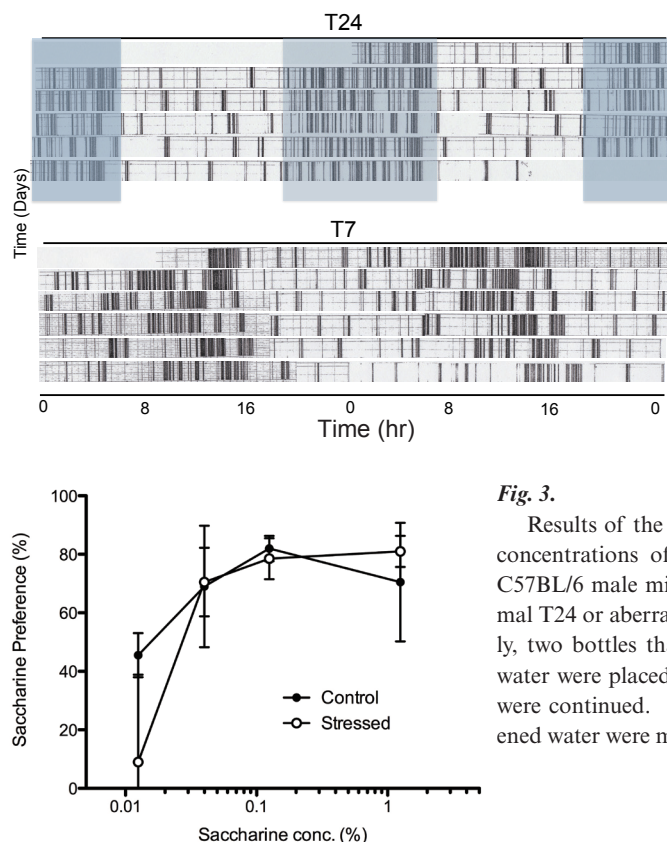 T24
Time (Days)
T7
0 8 16 0 8 16 0
Time (hr)
100
80
60
40
20
0
Saccharine Preference (%)
Control
Stressed
0.01 0.1 1
Saccharine conc. (%)
Fig. 3.
Results of the
concentrations of
C57BL/6 male mi
mal T24 or aberra
ly, two bottles tha
water were placed
were continued.
ened water were m